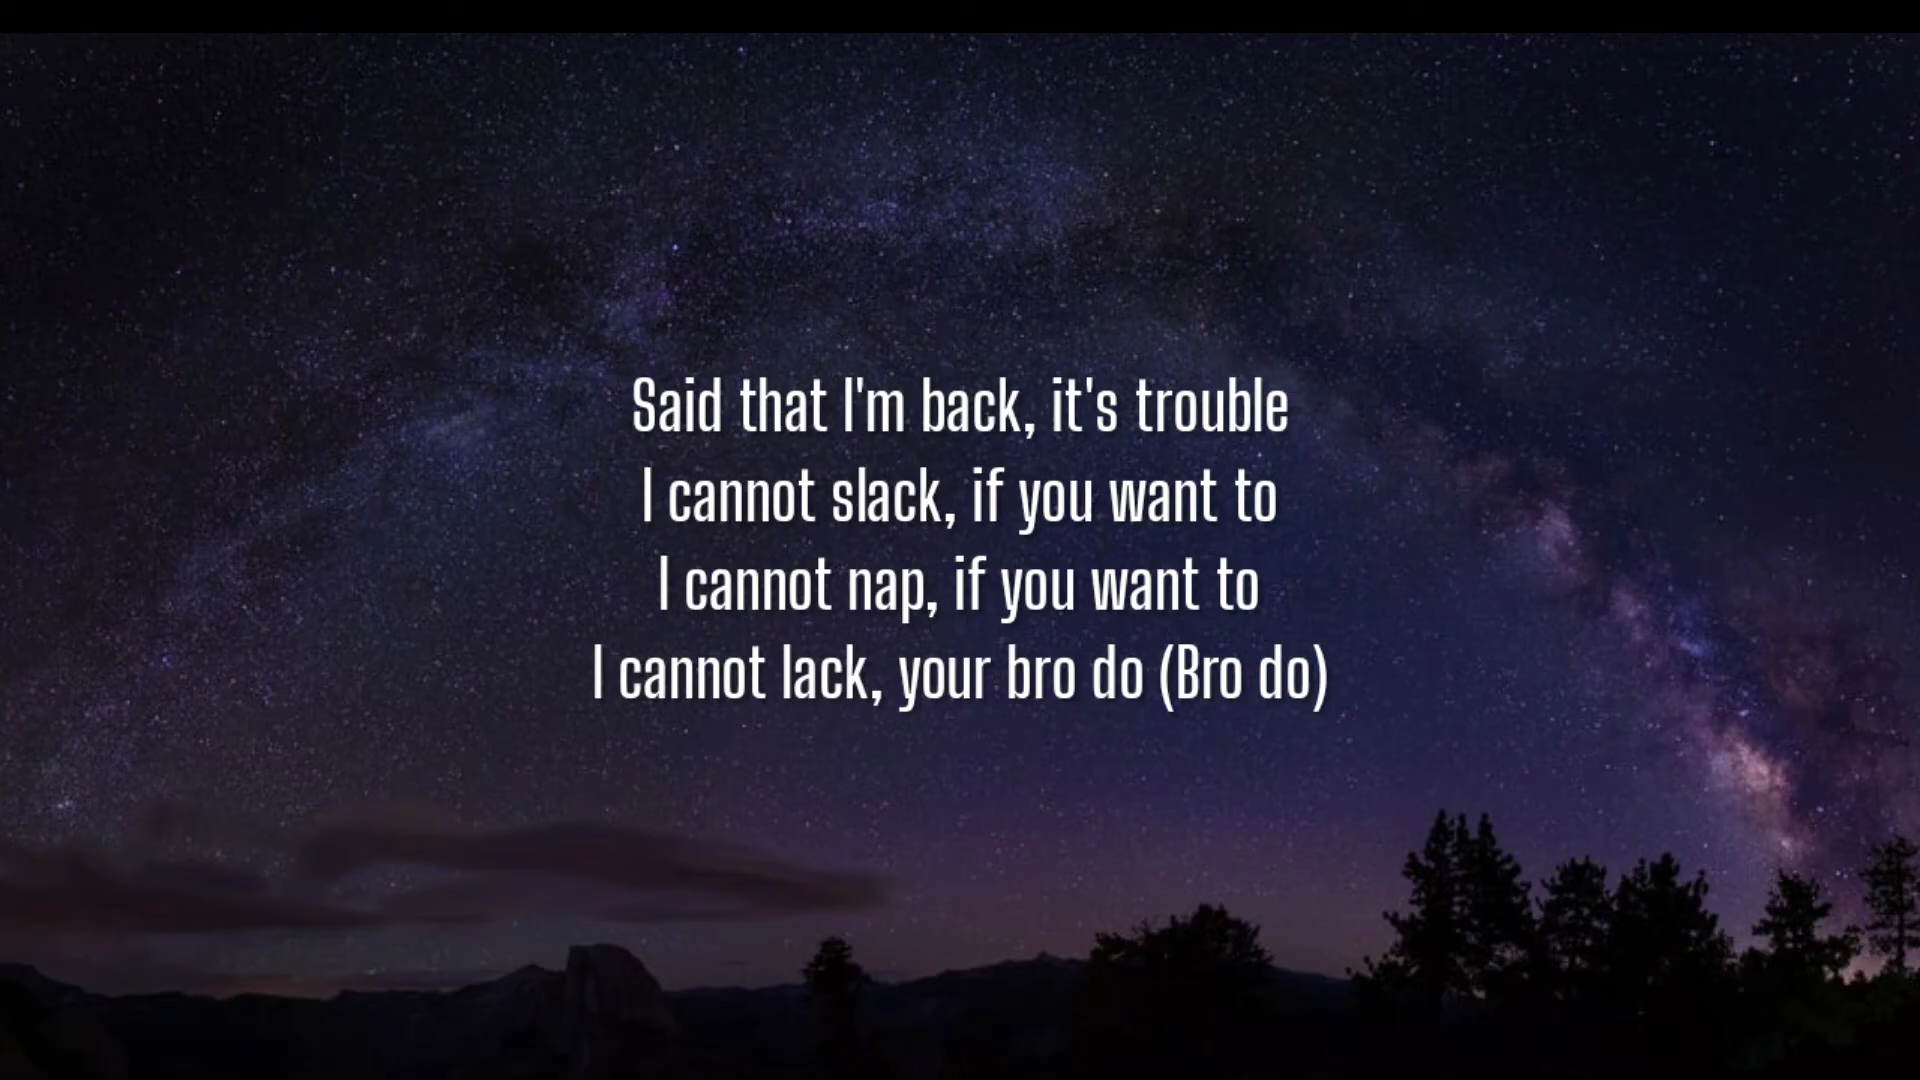 Said that I'm back, it's trouble
I cannot slack, if you want to
I cannot nap, if you want to
I cannot lack, your bro do (Bro do)